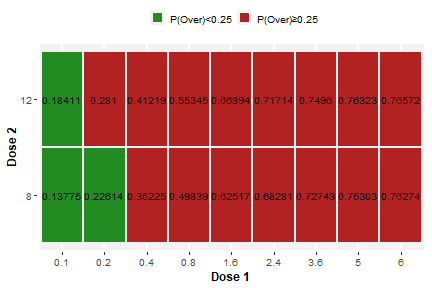 P(Over)<0.25 P(Over)≥0.25
Dose 2
12 0.18411 0.281 0.41219 0.55345 0.66894 0.71714 0.7496 0.76323 0.76572
8 0.13775 0.22614 0.35225 0.49839 0.62517 0.68281 0.72743 0.75303 0.76274
0.1 0.2 0.4 0.8 1.6 2.4 3.6 5 6
Dose 1